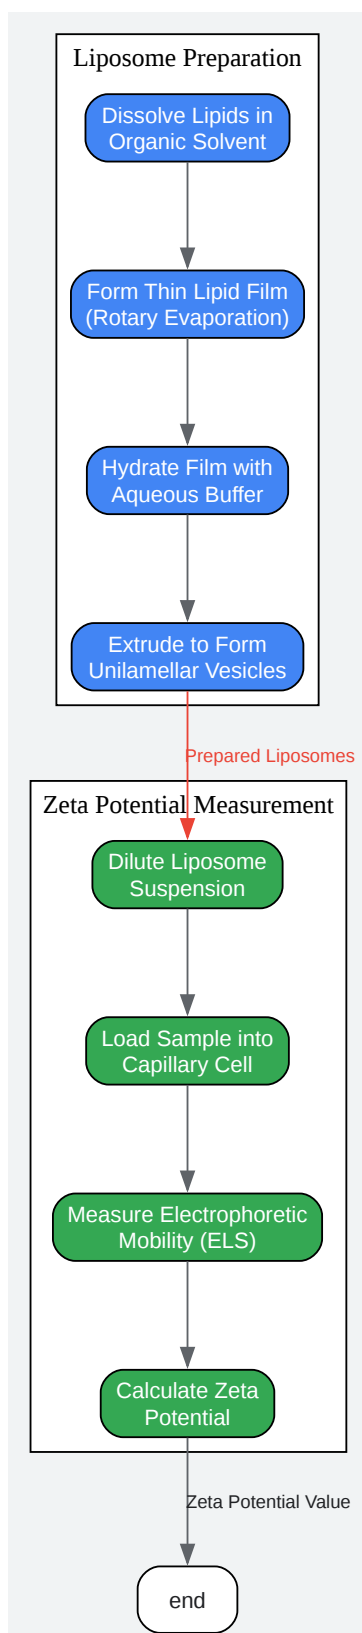 Liposome Preparation
Dissolve Lipids in
Organic Solvent
Form Thin Lipid Film
(Rotary Evaporation)
Hydrate Film with
Aqueous Buffer
Extrude to Form
Unilamellar Vesicles
Prepared Liposomes
Zeta Potential Measurement
Dilute Liposome
Suspension
Load Sample into
Capillary Cell
Measure Electrophoretic
Mobility (ELS)
Calculate Zeta
Potential
Zeta Potential Value
end